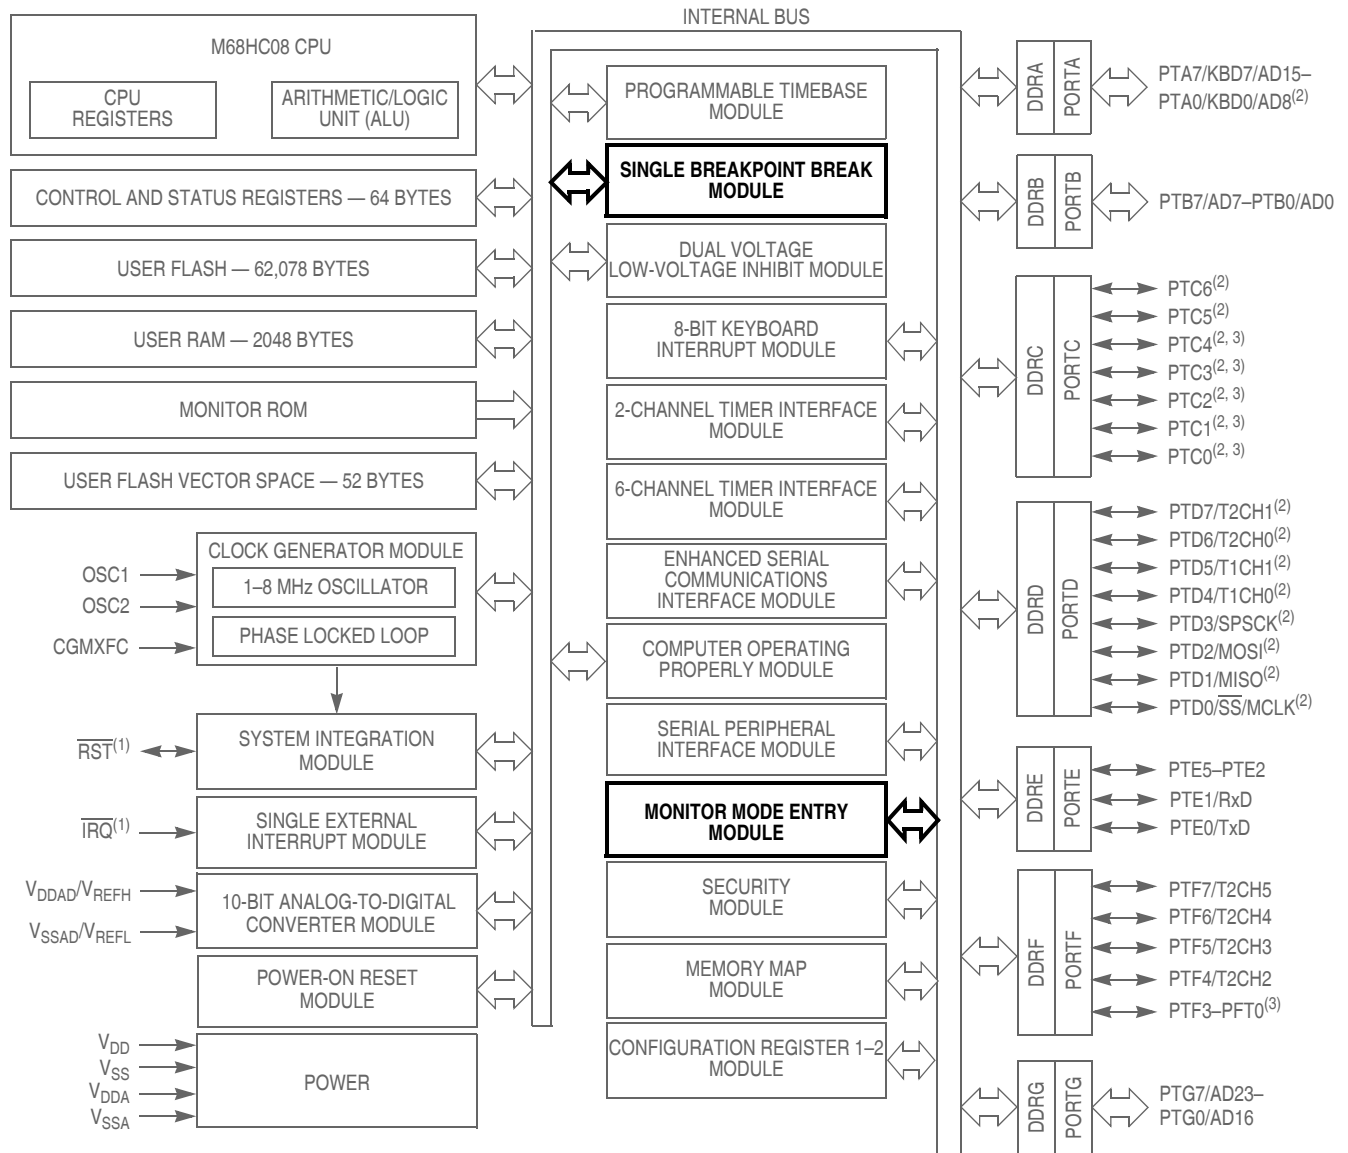 INTERNAL BUS
M68HC08 CPU
CPU
REGISTERS
ARITHMETIC/LOGIC
UNIT (ALU)
CONTROL AND STATUS REGISTERS — 64 BYTES
USER FLASH — 62,078 BYTES
USER RAM — 2048 BYTES
MONITOR ROM
USER FLASH VECTOR SPACE — 52 BYTES
CLOCK GENERATOR MODULE
1–8 MHz OSCILLATOR
PHASE LOCKED LOOP
OSC1
OSC2
CGMXFC
SYSTEM INTEGRATION
MODULE
RST(1)
SINGLE EXTERNAL
INTERRUPT MODULE
IRQ(1)
10-BIT ANALOG-TO-DIGITAL
CONVERTER MODULE
VDDAD/VREFH
VSSAD/VREFL
POWER-ON RESET
MODULE
POWER
VDD
VSS
VDDA
VSSA
PROGRAMMABLE TIMEBASE
MODULE
SINGLE BREAKPOINT BREAK
MODULE
DUAL VOLTAGE
LOW-VOLTAGE INHIBIT MODULE
8-BIT KEYBOARD
INTERRUPT MODULE
2-CHANNEL TIMER INTERFACE
MODULE
6-CHANNEL TIMER INTERFACE
MODULE
ENHANCED SERIAL
COMMUNICATIONS
INTERFACE MODULE
COMPUTER OPERATING
PROPERLY MODULE
SERIAL PERIPHERAL
INTERFACE MODULE
MONITOR MODE ENTRY
MODULE
SECURITY
MODULE
MEMORY MAP
MODULE
CONFIGURATION REGISTER 1–2
MODULE
DDRA
PORTA
PTA7/KBD7/AD15–
PTA0/KBD0/AD8(2)
DDRB
PORTB
PTB7/AD7–PTB0/AD0
DDRC
PORTC
PTC6(2)
PTC5(2)
PTC4(2, 3)
PTC3(2, 3)
PTC2(2, 3)
PTC1(2, 3)
PTC0(2, 3)
DDRD
PORTD
PTD7/T2CH1(2)
PTD6/T2CH0(2)
PTD5/T1CH1(2)
PTD4/T1CH0(2)
PTD3/SPSCK(2)
PTD2/MOSI(2)
PTD1/MISO(2)
PTD0/SS/MCLK(2)
DDRE
PORTE
PTE5–PTE2
PTE1/RxD
PTE0/TxD
DDRF
PORTF
PTF7/T2CH5
PTF6/T2CH4
PTF5/T2CH3
PTF4/T2CH2
PTF3–PFT0(3)
DDRG
PORTG
PTG7/AD23–
PTG0/AD16